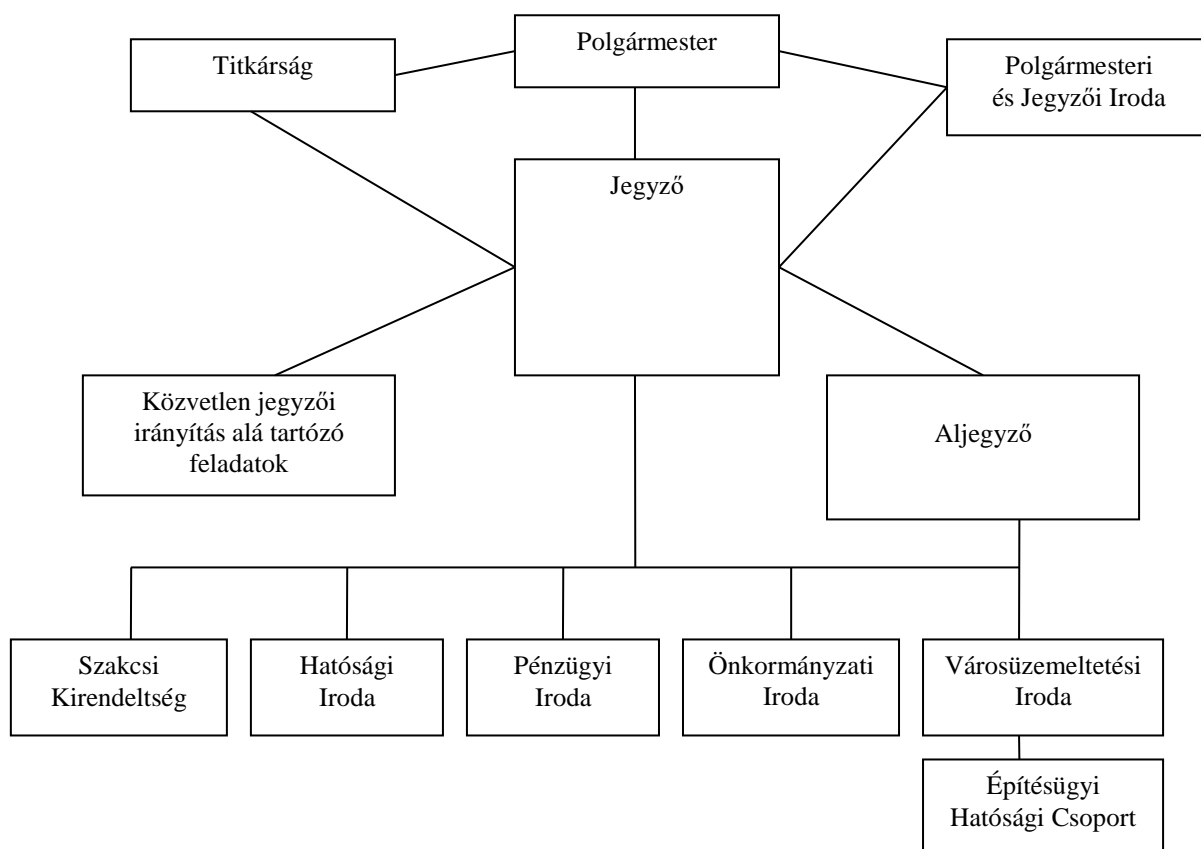 Polgármester
Titkárság
Polgármesteri
és Jegyzői Iroda
Jegyző
Közvetlen jegyzői
irányítás alá tartózó
feladatok
Aljegyző
Szakcsi
Kirendeltség
Hatósági
Iroda
Pénzügyi
Iroda
Önkormányzati
Iroda
Városüzemeltetési
Iroda
Építésügyi
Hatósági Csoport